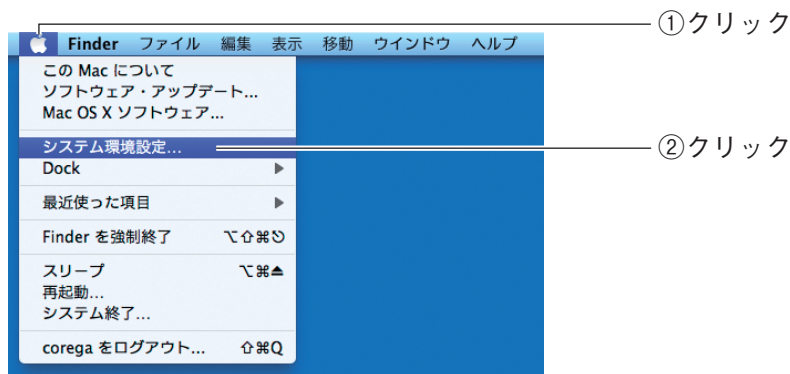 ①クリック
Finder ファイル 編集 表示 移動 ウインドウ ヘルプ
この Mac について
ソフトウェア・アップデート...
Mac OS X ソフトウェア...
システム環境設定...
②クリック
Dock ▶
最近使った項目 ▶
Finder を強制終了 ⌥⇧⌘⎋
スリープ ⌥⌘⏏
再起動...
システム終了...
corega をログアウト... ⇧⌘Q